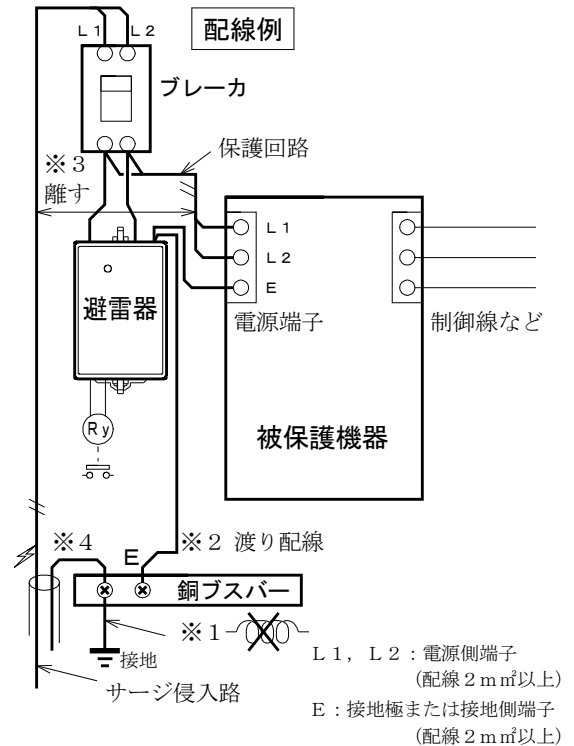 配線例
L1 L2
ブレーカ
保護回路
※3
離す
L1
L2
E
避雷器
電源端子
制御線など
被保護機器
Ry
※4
E
※2 渡り配線
銅ブスバー
※1
接地
サージ侵入路
L1,L2:電源側端子
(配線2mm²以上)
E:接地極または接地側端子
(配線2mm²以上)